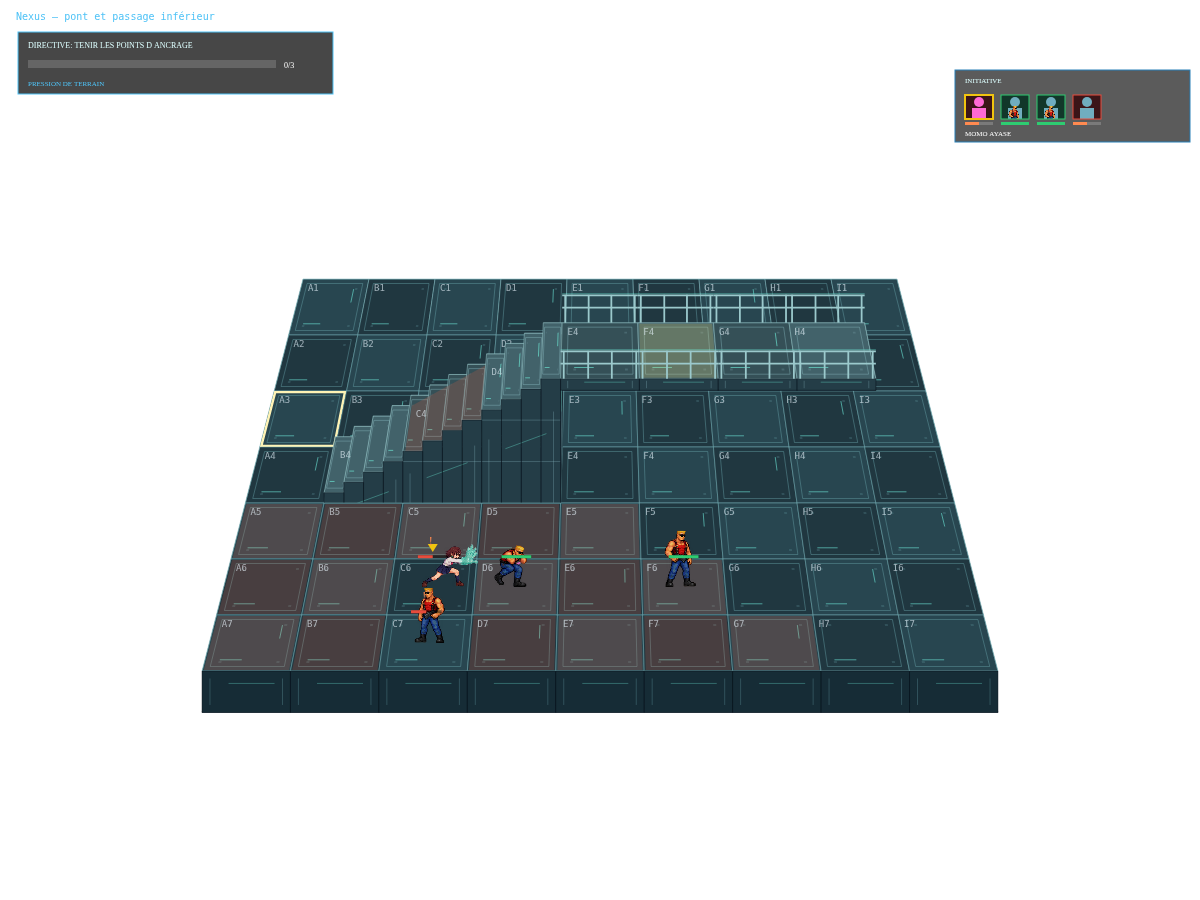 Nexus — pont et passage inférieur
DIRECTIVE: TENIR LES POINTS D ANCRAGE
0/3
PRESSION DE TERRAIN
INITIATIVE
MOMO AYASE
A1 B1 C1 D1 E1 F1 G1 H1 I1
A2 B2 C2 E4 F4 G4 H4
D4
A3 B3 C4 E3 F3 G3 H3 I3
A4 B4 E4 F4 G4 H4 I4
A5 B5 C5 D5 E5 F5 G5 H5 I5
!
A6 B6 C6 D6 E6 F6 G6 H6 I6
A7 B7 C7 D7 E7 F7 G7 H7 I7